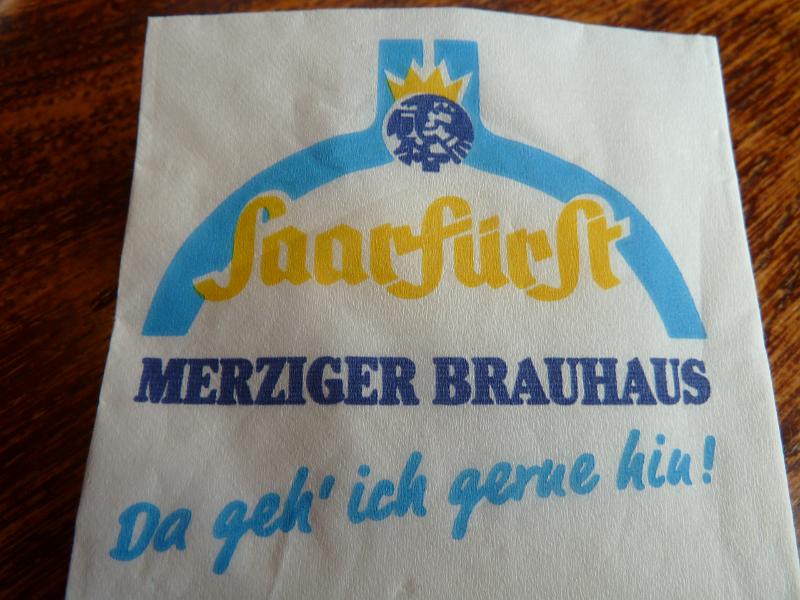 Saarfürst
MERZIGER BRAUHAUS
Da geh' ich gerne hin!